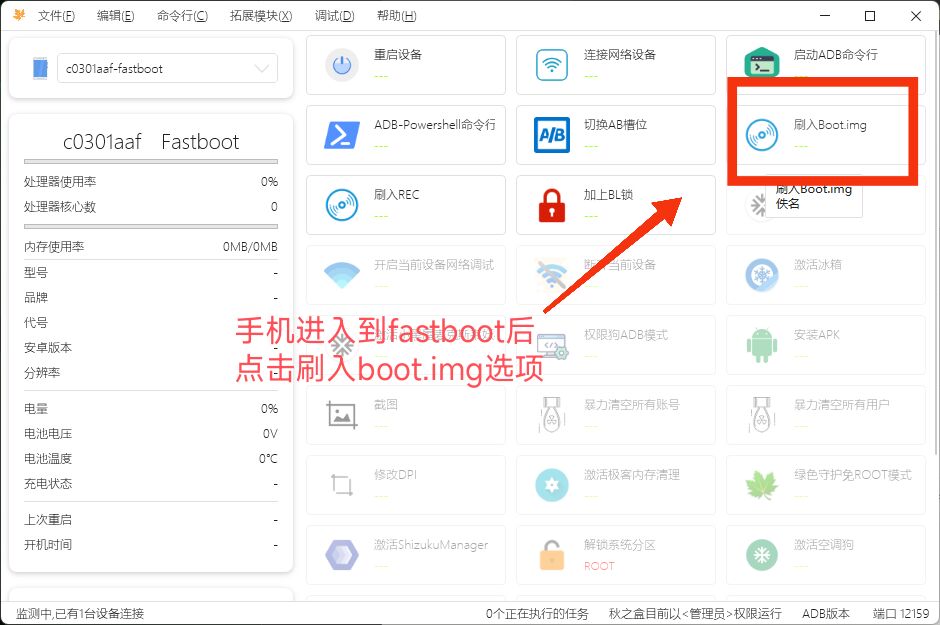 文件(F) 编辑(E) 命令行(C) 拓展模块(X) 调试(D) 帮助(H)
c0301aaf-fastboot
c0301aaf Fastboot
处理器使用率 0%
处理器核心数 0
内存使用率 0MB/0MB
型号 -
品牌 -
代号 -
安卓版本 -
分辨率 -
电量 0%
电池电压 0V
电池温度 0°C
充电状态 -
上次重启 -
开机时间 -
重启设备
---
连接网络设备
---
启动ADB命令行
---
ADB-Powershell命令行
---
切换AB槽位
---
刷入Boot.img
---
刷入REC
---
加上BL锁
---
刷入Boot.img
佚名
开启当前设备网络调试
---
断开当前设备
---
激活冰箱
---
手机进入到fastboot后
点击刷入boot.img选项
权限狗ADB模式
---
安装APK
---
截图
---
暴力清空所有账号
---
暴力清空所有用户
---
修改DPI
---
激活极客内存清理
---
绿色守护免ROOT模式
---
激活ShizukuManager
---
解锁系统分区
ROOT
激活空调狗
---
监测中,已有1台设备连接 0个正在执行的任务 秋之盒目前以<管理员>权限运行 ADB版本 端口 12159